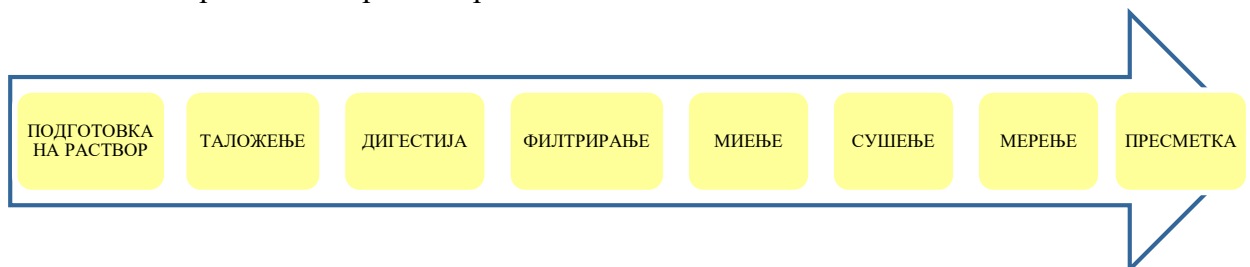 ПОДГОТОВКА
НА РАСТВОР
ТАЛОЖЕЊЕ
ДИГЕСТИЈА
ФИЛТРИРАЊЕ
МИЕЊЕ
СУШЕЊЕ
МЕРЕЊЕ
ПРЕСМЕТКА